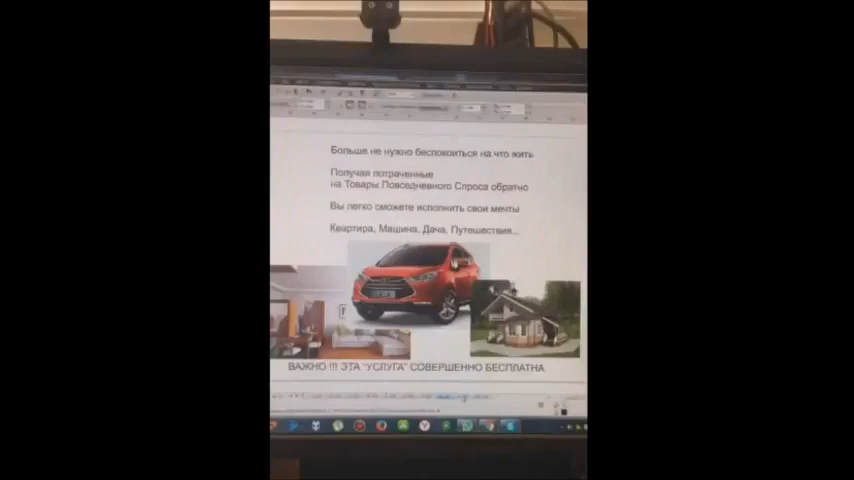 Больше не нужно беспокоиться на что жить
Получая потраченные
на Товары Повседневного Спроса обратно
Вы легко сможете исполнить свои мечты
Квартира, Машина, Дача, Путешествия...
ВАЖНО !!! ЭТА "УСЛУГА" СОВЕРШЕННО БЕСПЛАТНА